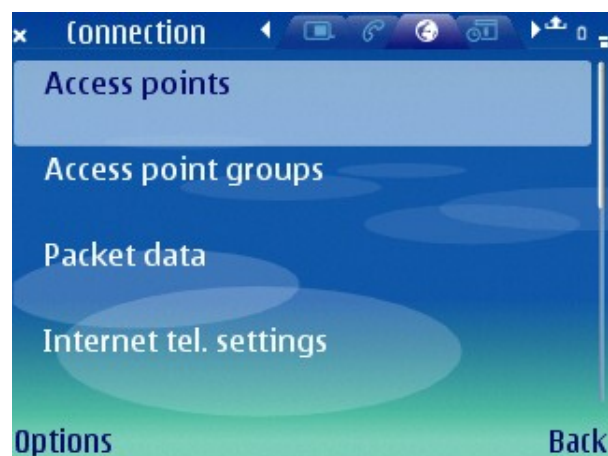 Connection
Access points
Access point groups
Packet data
Internet tel. settings
Options
Back